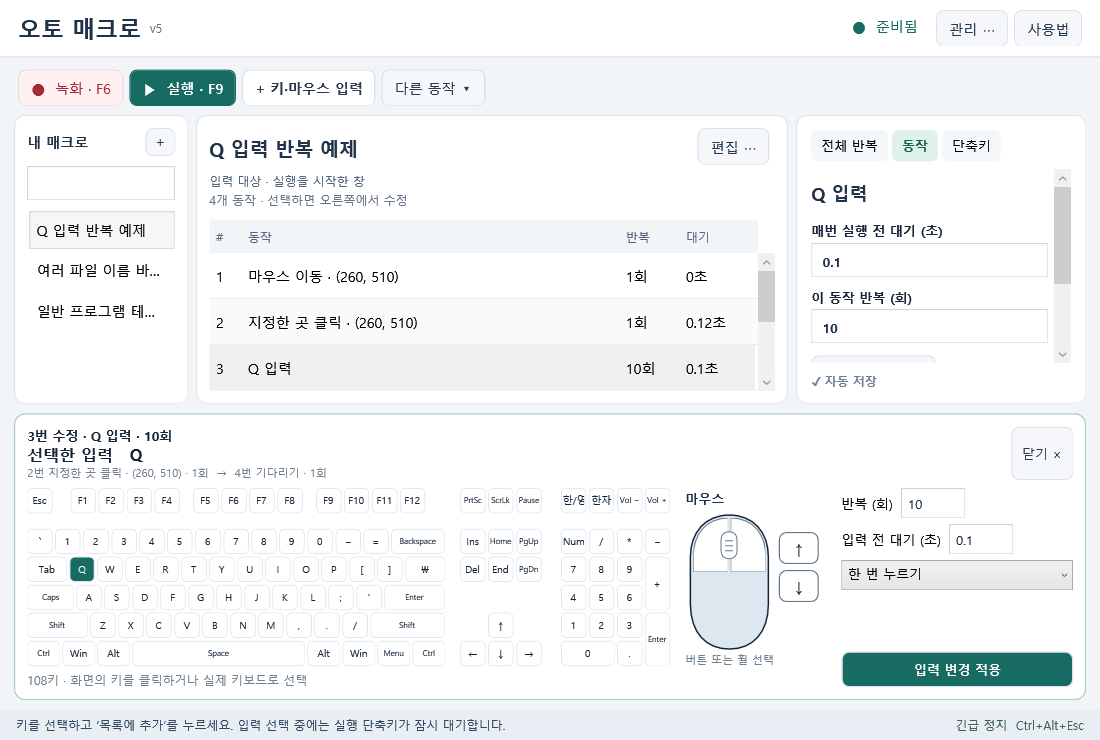 오토 매크로 v5
준비됨
관리 ···
사용법
녹화 · F6
실행 · F9
+ 키·마우스 입력
다른 동작 ▾
내 매크로
+
Q 입력 반복 예제
여러 파일 이름 바...
일반 프로그램 테...
Q 입력 반복 예제
편집 ···
입력 대상 · 실행을 시작한 창
4개 동작 · 선택하면 오른쪽에서 수정
# 동작 반복 대기
1 마우스 이동 · (260, 510) 1회 0초
2 지정한 곳 클릭 · (260, 510) 1회 0.12초
3 Q 입력 10회 0.1초
전체 반복 동작 단축키
Q 입력
매번 실행 전 대기 (초)
0.1
이 동작 반복 (회)
10
✓ 자동 저장
3번 수정 · Q 입력 · 10회
선택한 입력 Q
2번 지정한 곳 클릭 · (260, 510) · 1회 → 4번 기다리기 · 1회
닫기 ×
Esc F1 F2 F3 F4 F5 F6 F7 F8 F9 F10 F11 F12 PrtSc ScrLk Pause 한/영 한자 Vol − Vol +
` 1 2 3 4 5 6 7 8 9 0 − = Backspace Ins Home PgUp Num / * −
Tab Q W E R T Y U I O P [ ] ₩ Del End PgDn 7 8 9 +
Caps A S D F G H J K L ; ' Enter 4 5 6
Shift Z X C V B N M , . / Shift ↑ 1 2 3 Enter
Ctrl Win Alt Space Alt Win Menu Ctrl ← ↓ → 0 .
108키 · 화면의 키를 클릭하거나 실제 키보드로 선택
마우스
↑
↓
버튼 또는 휠 선택
반복 (회) 10
입력 전 대기 (초) 0.1
한 번 누르기
입력 변경 적용
키를 선택하고 '목록에 추가'를 누르세요. 입력 선택 중에는 실행 단축키가 잠시 대기합니다.
긴급 정지 Ctrl+Alt+Esc